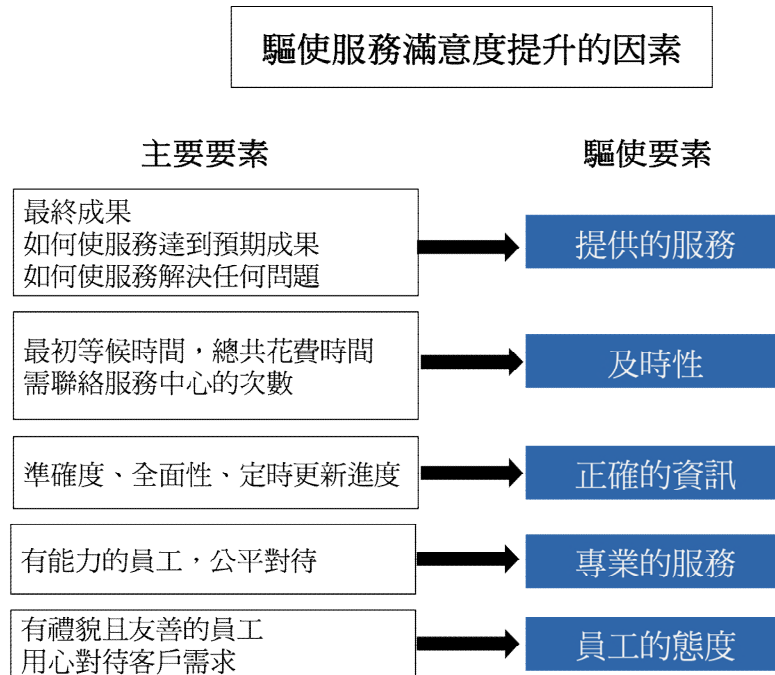 驅使服務滿意度提升的因素
主要要素
驅使要素
最終成果
如何使服務達到預期成果
如何使服務解決任何問題
提供的服務
最初等候時間，總共花費時間
需聯絡服務中心的次數
及時性
準確度、全面性、定時更新進度
正確的資訊
有能力的員工，公平對待
專業的服務
有禮貌且友善的員工
用心對待客戶需求
員工的態度